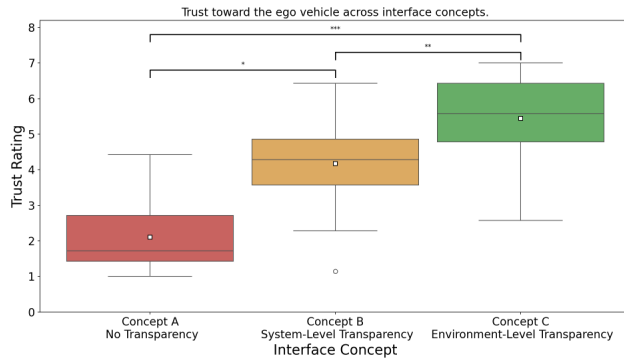 Trust toward the ego vehicle across interface concepts.
8
7
6
5
4
3
2
1
0
Trust Rating
***
**
*
Concept A
No Transparency
Concept B
System-Level Transparency
Concept C
Environment-Level Transparency
Interface Concept